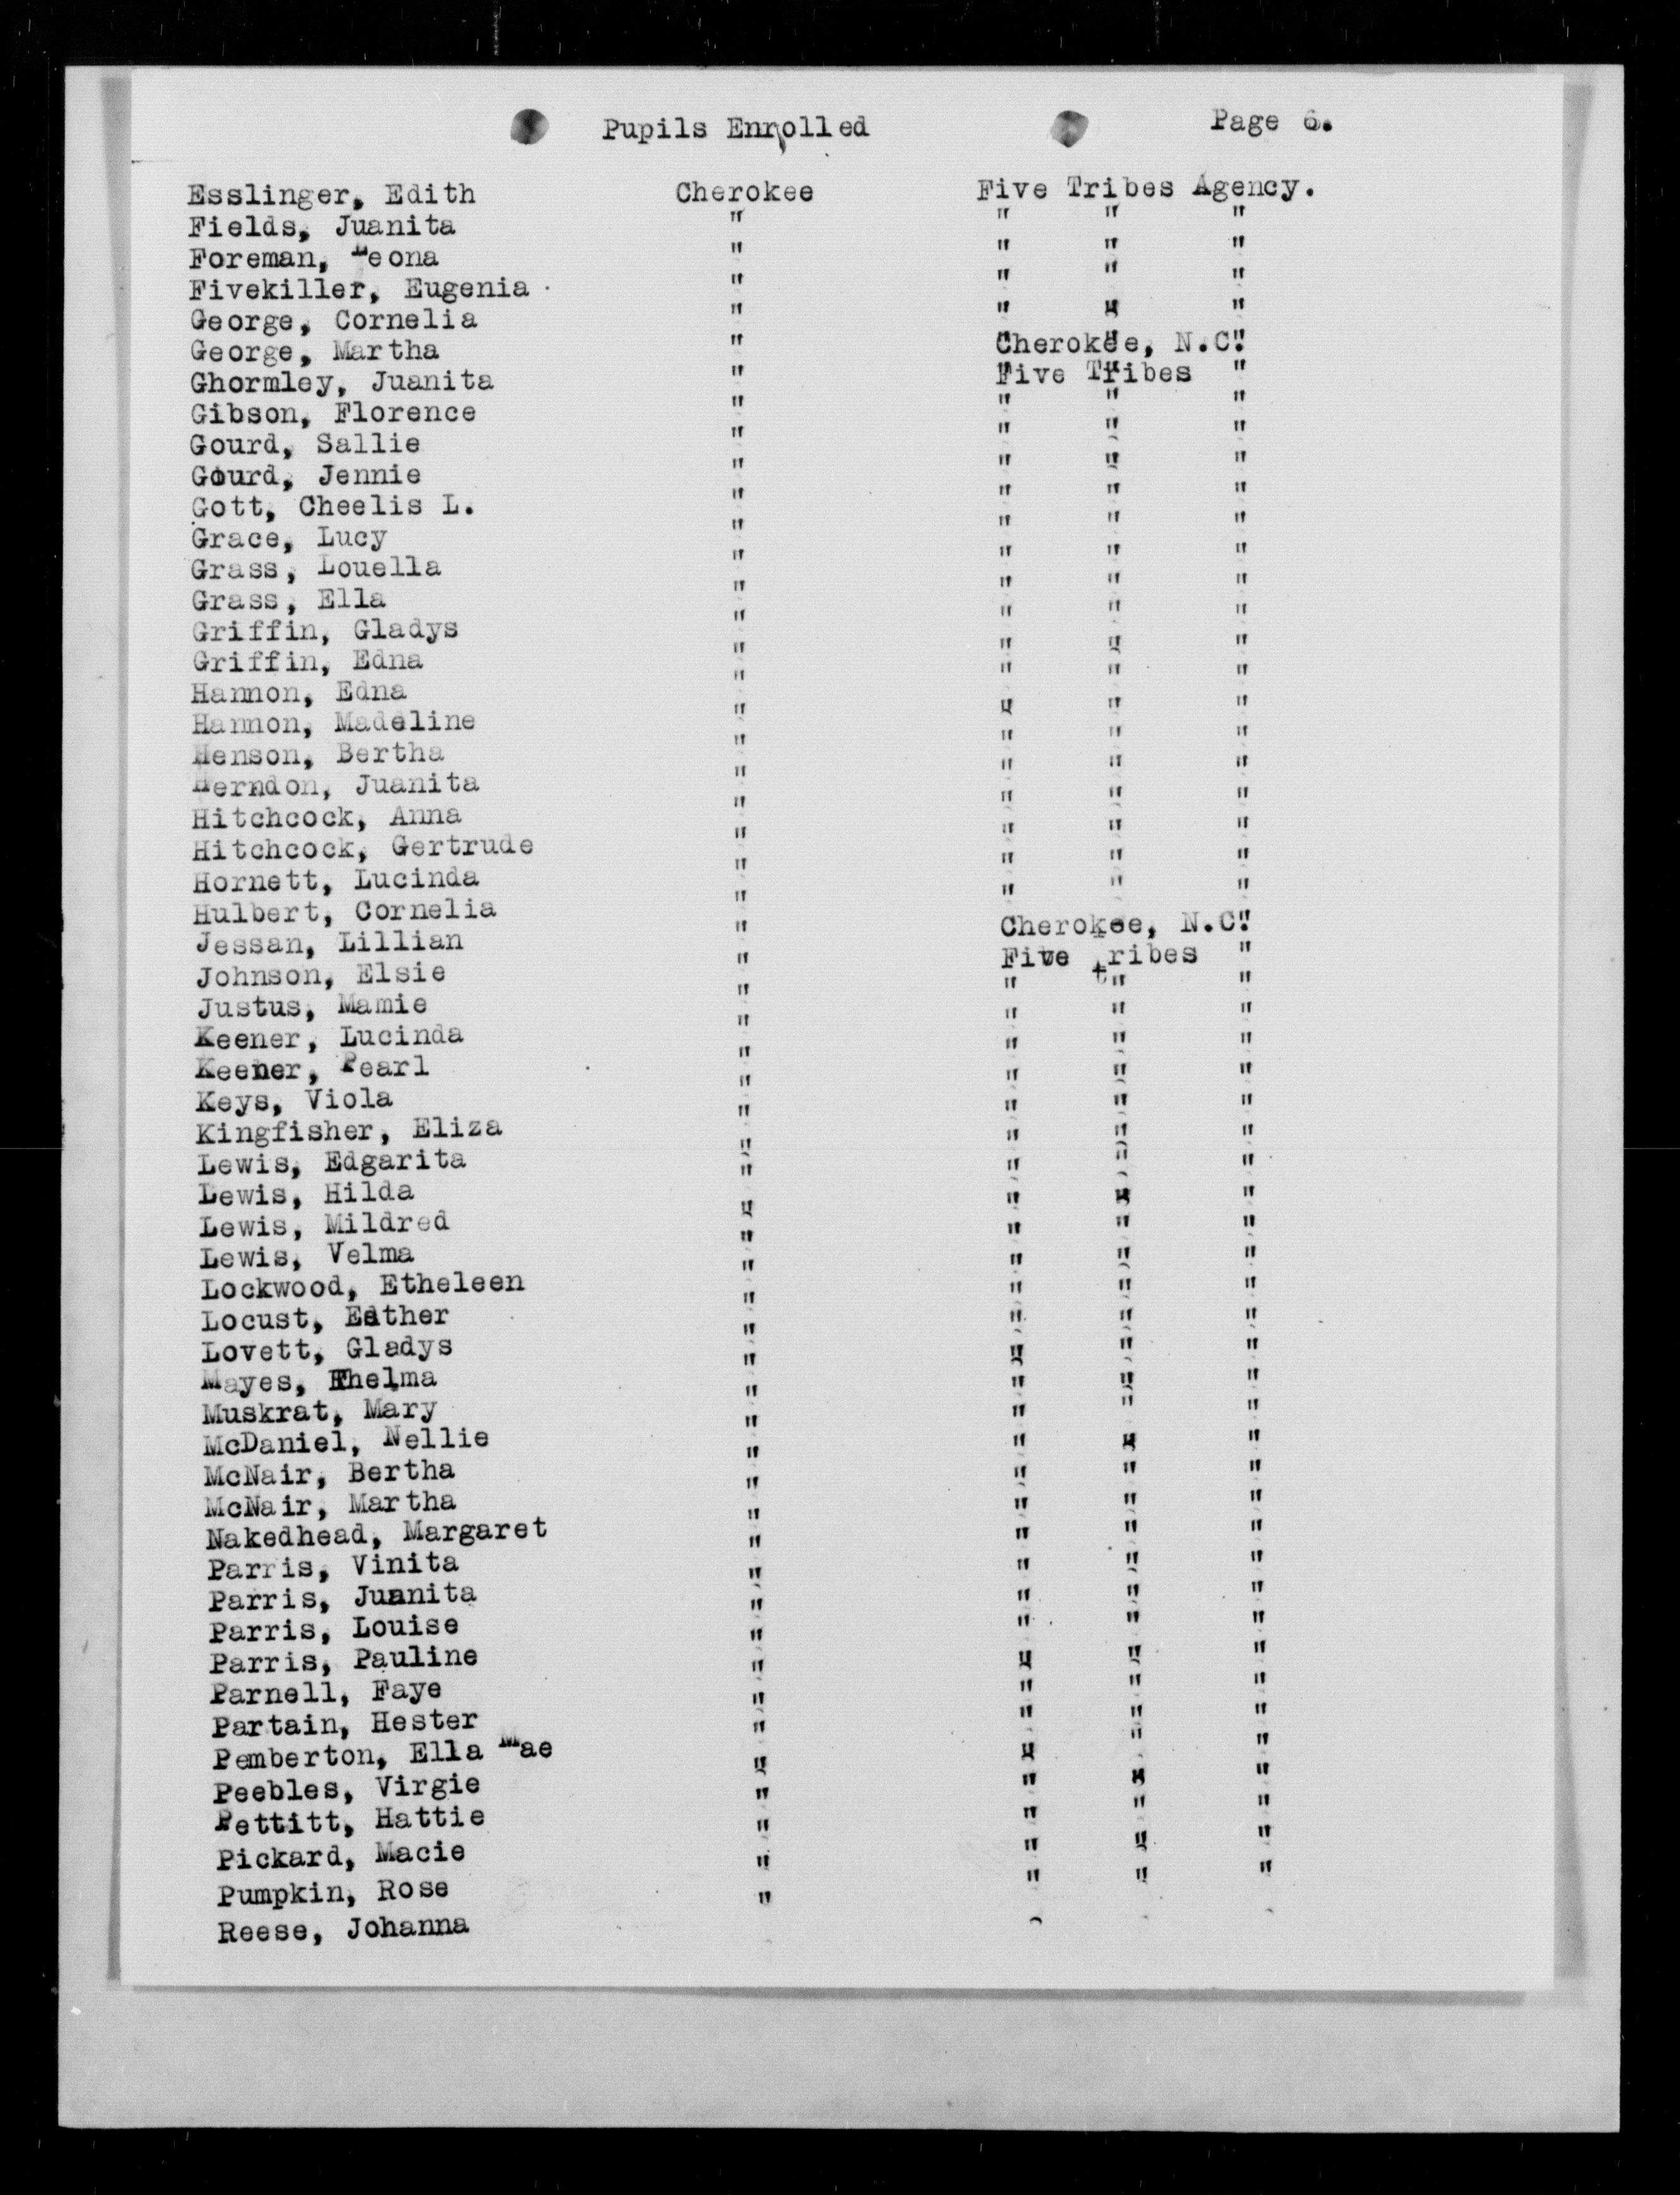 Pupils Enrolled Page 6.
Esslinger, Edith Cherokee Five Tribes Agency.
Fields, Juanita " " " "
Foreman, Leona " " " "
Fivekiller, Eugenia " " " "
George, Cornelia " " " "
George, Martha " Cherokee, N.C."
Ghormley, Juanita " Five Tribes "
Gibson, Florence " " " "
Gourd, Sallie " " " "
Gourd, Jennie " " " "
Gott, Cheelis L. " " " "
Grace, Lucy " " " "
Grass, Louella " " " "
Grass, Ella " " " "
Griffin, Gladys " " " "
Griffin, Edna " " " "
Hannon, Edna " " " "
Hannon, Madeline " " " "
Henson, Bertha " " " "
Herndon, Juanita " " " "
Hitchcock, Anna " " " "
Hitchcock, Gertrude " " " "
Hornett, Lucinda " " " "
Hulbert, Cornelia " " " "
Jessan, Lillian " Cherokee, N.C."
Johnson, Elsie " Five tribes "
Justus, Mamie " " " "
Keener, Lucinda " " " "
Keener, Pearl " " " "
Keys, Viola " " " "
Kingfisher, Eliza " " " "
Lewis, Edgarita " " " "
Lewis, Hilda " " " "
Lewis, Mildred " " " "
Lewis, Velma " " " "
Lockwood, Etheleen " " " "
Locust, Esther " " " "
Lovett, Gladys " " " "
Mayes, Thelma " " " "
Muskrat, Mary " " " "
McDaniel, Nellie " " " "
McNair, Bertha " " " "
McNair, Martha " " " "
Nakedhead, Margaret " " " "
Parris, Vinita " " " "
Parris, Juanita " " " "
Parris, Louise " " " "
Parris, Pauline " " " "
Parnell, Faye " " " "
Partain, Hester " " " "
Pemberton, Ella Mae " " " "
Peebles, Virgie " " " "
Pettitt, Hattie " " " "
Pickard, Macie " " " "
Pumpkin, Rose " " " "
Reese, Johanna " " " "